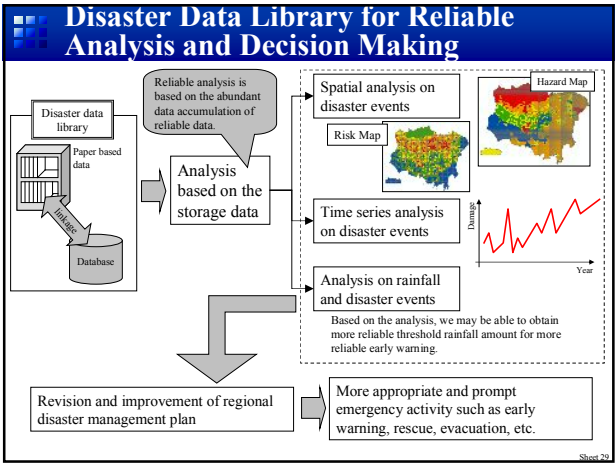 Disaster Data Library for Reliable
Analysis and Decision Making
Disaster data
library
Paper based
data
linkage
Database
Reliable analysis is
based on the abundant
data accumulation of
reliable data.
Analysis
based on the
storage data
Spatial analysis on
disaster events
Risk Map
Hazard Map
Time series analysis
on disaster events
Damage
Year
Analysis on rainfall
and disaster events
Based on the analysis, we may be able to obtain
more reliable threshold rainfall amount for more
reliable early warning.
Revision and improvement of regional
disaster management plan
More appropriate and prompt
emergency activity such as early
warning, rescue, evacuation, etc.
Sheet 29